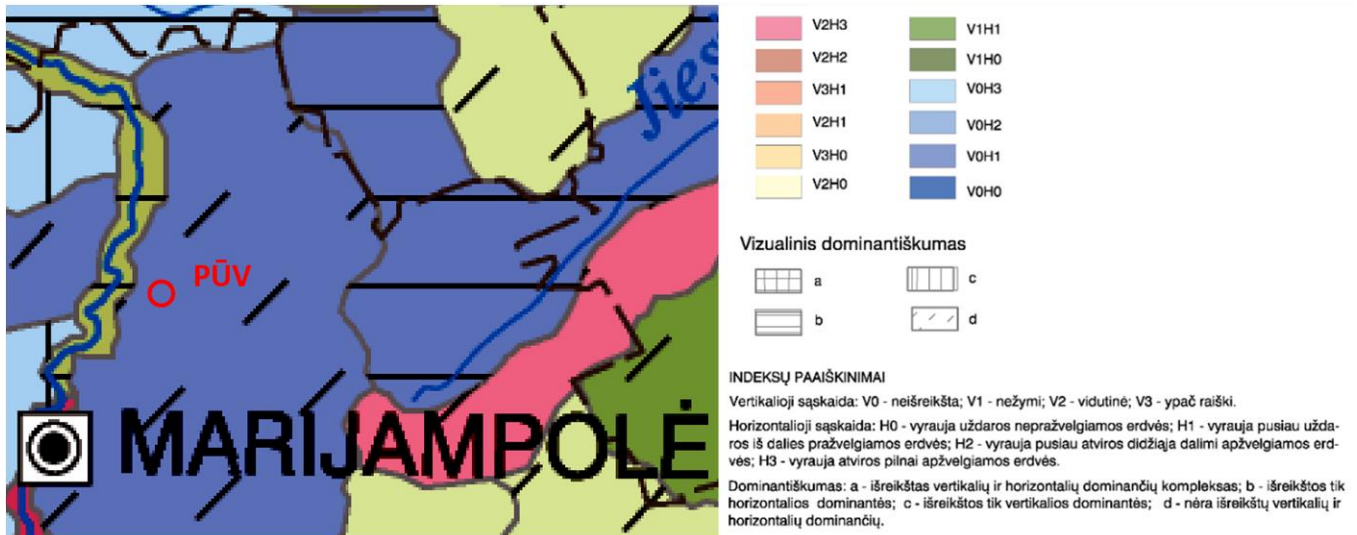 Jies
PŪV
MARIJAMPOLĖ
V2H3
V2H2
V3H1
V2H1
V3H0
V2H0
V1H1
V1H0
V0H3
V0H2
V0H1
V0H0
Vizualinis dominantiškumas
a
b
c
d
INDEKSŲ PAAIŠKINIMAI
Vertikalioji sąskaida: V0 - neišreikšta; V1 - nežymi; V2 - vidutinė; V3 - ypač raiški.
Horizontalioji sąskaida: H0 - vyrauja uždaros nepražvelgiamos erdvės; H1 - vyrauja pusiau užda-
ros iš dalies pražvelgiamos erdvės; H2 - vyrauja pusiau atviros didžiąja dalimi apžvelgiamos erd-
vės; H3 - vyrauja atviros pilnai apžvelgiamos erdvės.
Dominantiškumas: a - išreikštas vertikalių ir horizontalių dominančių kompleksas; b - išreikštos tik
horizontalios dominantės; c - išreikštos tik vertikalios dominantės; d - nėra išreikštų vertikalių ir
horizontalių dominančių.